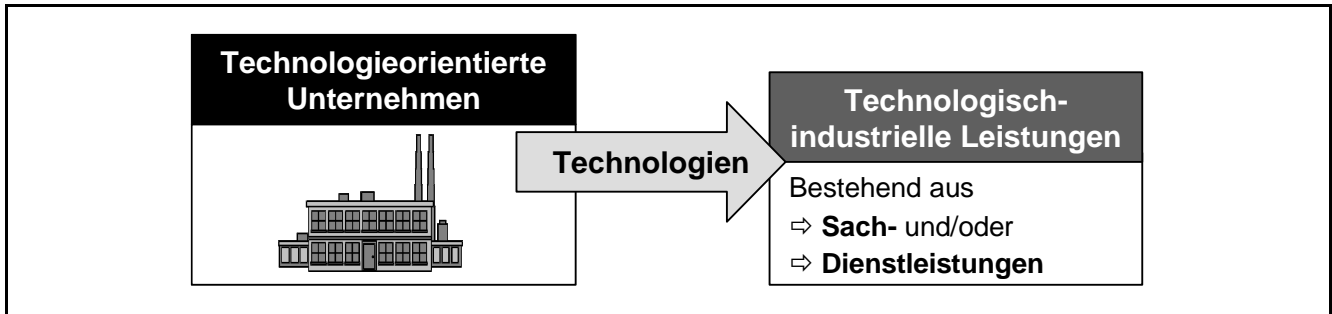 Technologieorientierte
Unternehmen
Technologien
Technologisch-
industrielle Leistungen
Bestehend aus
⇨ Sach- und/oder
⇨ Dienstleistungen